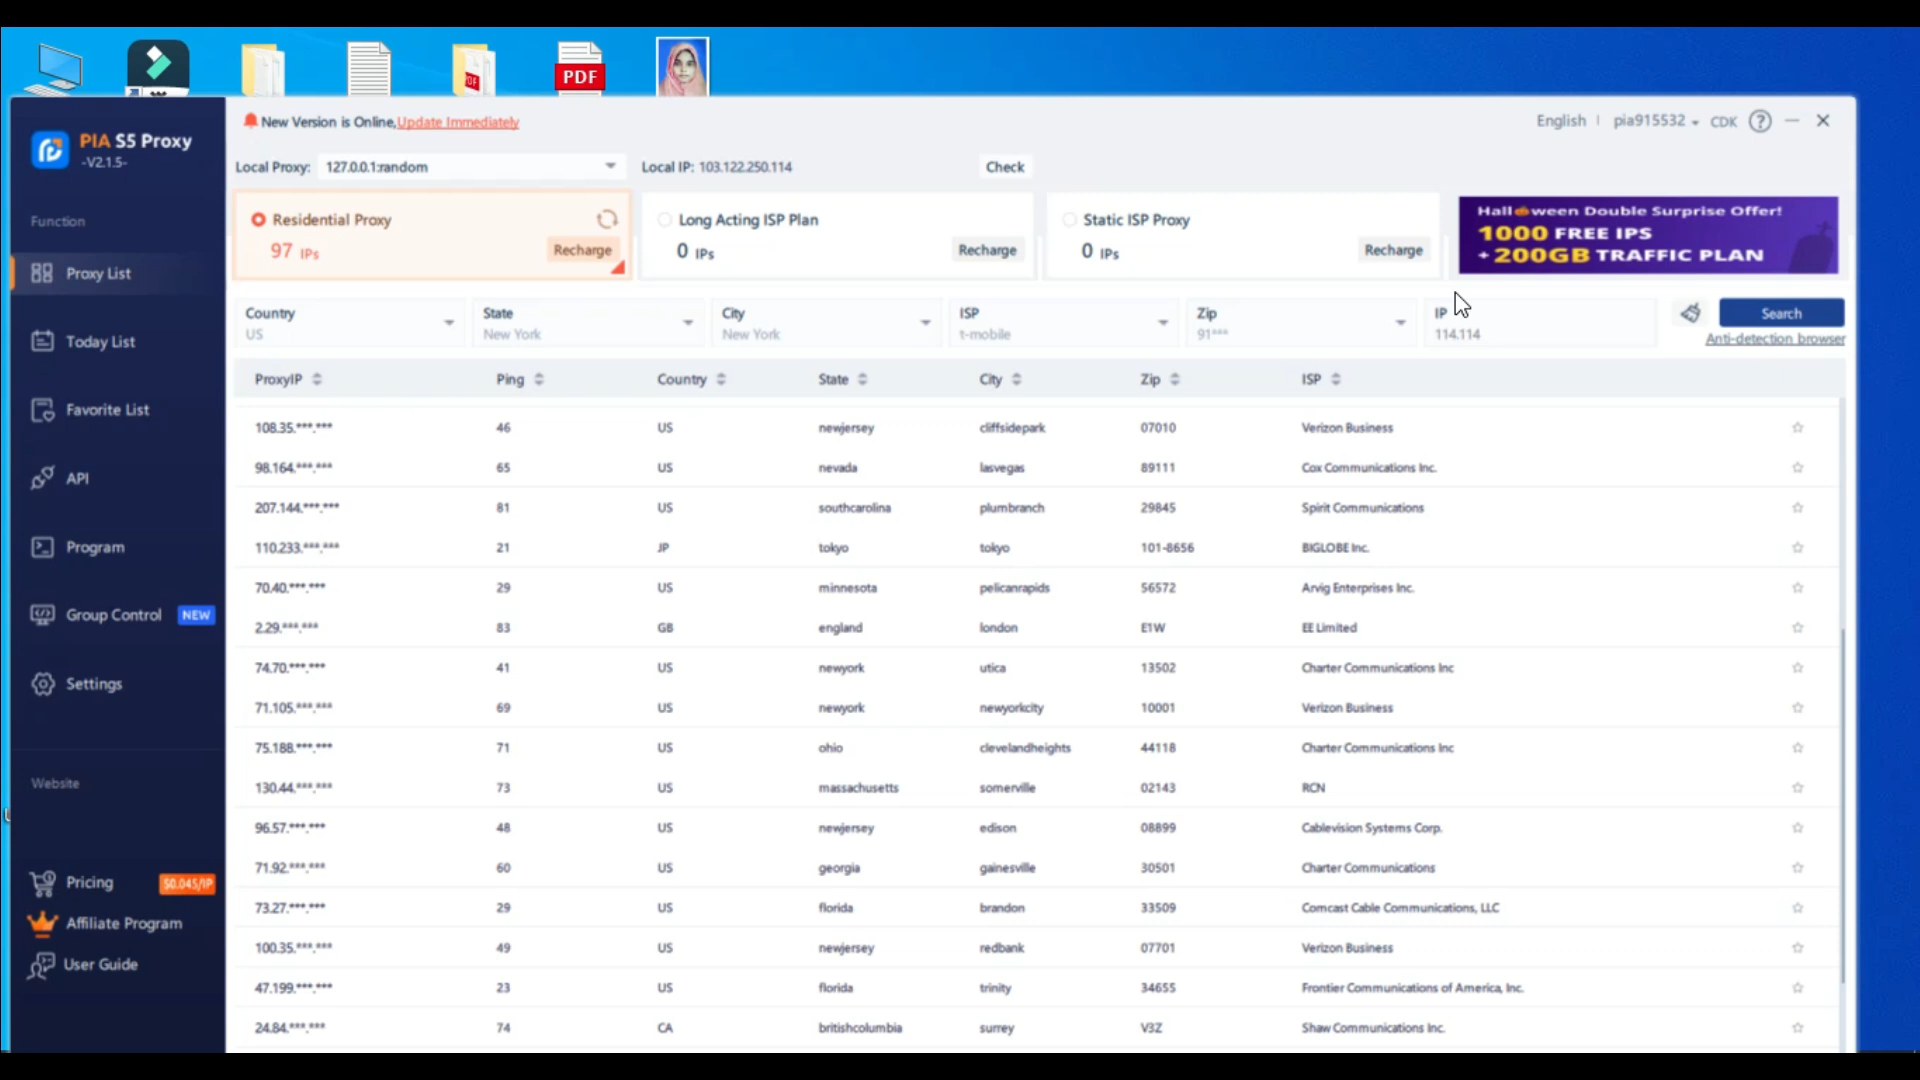 PDF
PDF
PIA S5 Proxy
-V2.1.5-
New Version is Online,Update Immediately
English
pia915532
CDK
?
Local Proxy: 127.0.0.1:random
Local IP: 103.122.250.114
Check
Function
Proxy List
Today List
Favorite List
API
Program
Group Control NEW
Settings
Website
Pricing $0.045/IP
Affiliate Program
User Guide
Residential Proxy
97 IPs
Recharge
Long Acting ISP Plan
0 IPs
Recharge
Static ISP Proxy
0 IPs
Recharge
Halloween Double Surprise Offer!
1000 FREE IPS
+ 200GB TRAFFIC PLAN
Country
US
State
New York
City
New York
ISP
t-mobile
Zip
91***
IP
114.114
Search
Anti-detection browser
ProxyIP Ping Country State City Zip ISP
108.35.***.*** 46 US newjersey cliffsidepark 07010 Verizon Business
98.164.***.*** 65 US nevada lasvegas 89111 Cox Communications Inc.
207.144.***.*** 81 US southcarolina plumbranch 29845 Spirit Communications
110.233.***.*** 21 JP tokyo tokyo 101-8656 BIGLOBE Inc.
70.40.***.*** 29 US minnesota pelicanrapids 56572 Arvig Enterprises Inc.
2.29.***.*** 83 GB england london E1W EE Limited
74.70.***.*** 41 US newyork utica 13502 Charter Communications Inc
71.105.***.*** 69 US newyork newyorkcity 10001 Verizon Business
75.188.***.*** 71 US ohio clevelandheights 44118 Charter Communications Inc
130.44.***.*** 73 US massachusetts somerville 02143 RCN
96.57.***.*** 48 US newjersey edison 08899 Cablevision Systems Corp.
71.92.***.*** 60 US georgia gainesville 30501 Charter Communications
73.27.***.*** 29 US florida brandon 33509 Comcast Cable Communications, LLC
100.35.***.*** 49 US newjersey redbank 07701 Verizon Business
47.199.***.*** 23 US florida trinity 34655 Frontier Communications of America, Inc.
24.84.***.*** 74 CA britishcolumbia surrey V3Z Shaw Communications Inc.